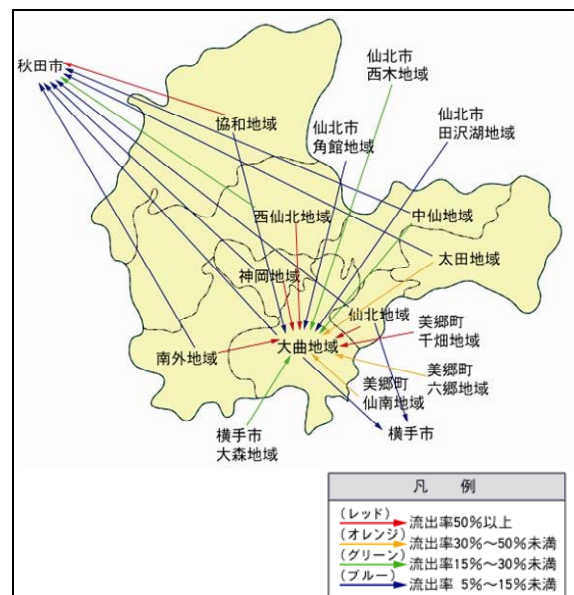 秋田市
仙北市
西木地域
協和地域
仙北市
角館地域
仙北市
田沢湖地域
西仙北地域
中仙地域
太田地域
神岡地域
仙北地域
南外地域
大曲地域
美郷町
千畑地域
美郷町
六郷地域
美郷町
仙南地域
横手市
大森地域
横手市
凡 例
(レッド)
流出率50%以上
(オレンジ)
流出率30%~50%未満
(グリーン)
流出率15%~30%未満
(ブルー)
流出率 5%~15%未満